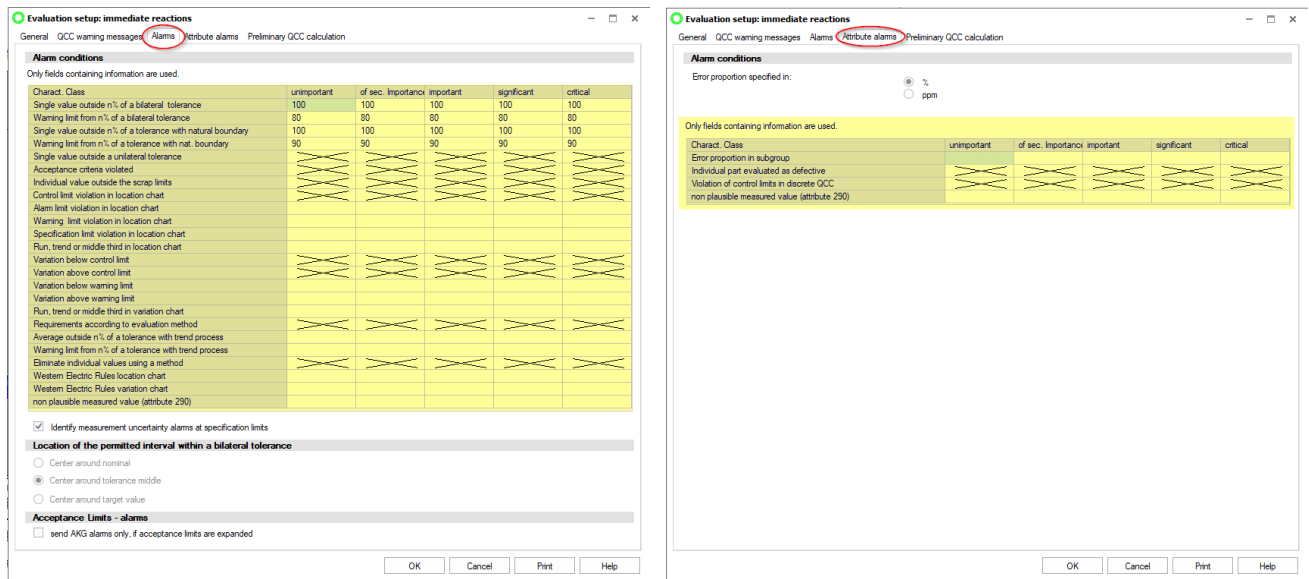 Evaluation setup: immediate reactions
General QCC warning messages Alarms Attribute alarms Preliminary QCC calculation
Alarm conditions
Only fields containing information are used.
Charact. Class unimportant of sec. Importance important significant critical
Single value outside n% of a bilateral tolerance 100 100 100 100 100
Warning limit from n% of a bilateral tolerance 80 80 80 80 80
Single value outside n% of a tolerance with natural boundary 100 100 100 100 100
Warning limit from n% of a tolerance with nat. boundary 90 90 90 90 90
Single value outside a unilateral tolerance
Acceptance criteria violated
Individual value outside the scrap limits
Control limit violation in location chart
Alarm limit violation in location chart
Warning limit violation in location chart
Specification limit violation in location chart
Run, trend or middle third in location chart
Variation below control limit
Variation above control limit
Variation below warning limit
Variation above warning limit
Run, trend or middle third in variation chart
Requirements according to evaluation method
Average outside n% of a tolerance with trend process
Warning limit from n% of a tolerance with trend process
Eliminate individual values using a method
Western Electric Rules location chart
Western Electric Rules variation chart
non plausible measured value (attribute 290)
Identify measurement uncertainty alarms at specification limits
Location of the permitted interval within a bilateral tolerance
Center around nominal
Center around tolerance middle
Center around target value
Acceptance Limits - alarms
send AKG alarms only, if acceptance limits are expanded
OK Cancel Print Help
Evaluation setup: immediate reactions
General QCC warning messages Alarms Attribute alarms Preliminary QCC calculation
Alarm conditions
Error proportion specified in: %
ppm
Only fields containing information are used.
Charact. Class unimportant of sec. Importance important significant critical
Error proportion in subgroup
Individual part evaluated as defective
Violation of control limits in discrete QCC
non plausible measured value (attribute 290)
OK Cancel Print Help